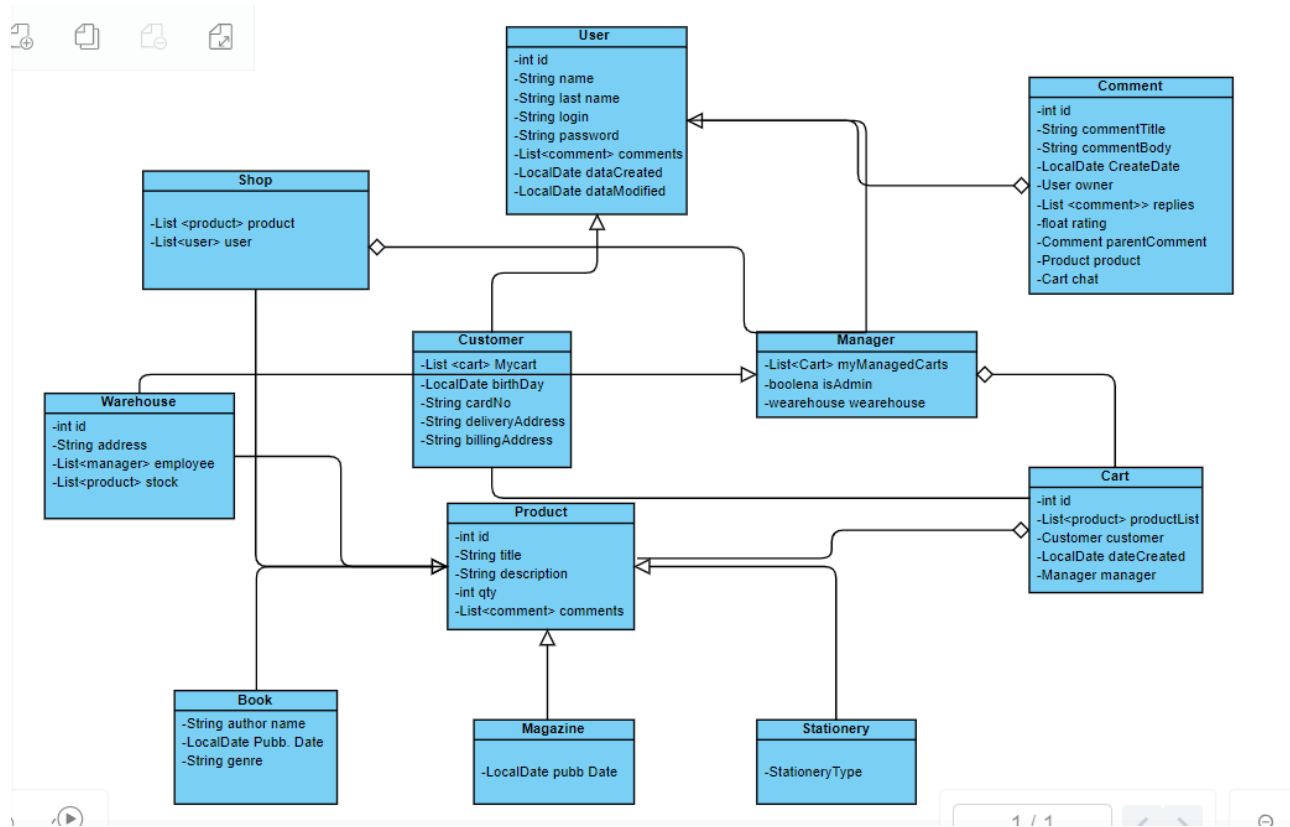 User
-int id
-String name
-String last name
-String login
-String password
-List<comment> comments
-LocalDate dataCreated
-LocalDate dataModified
Comment
-int id
-String commentTitle
-String commentBody
-LocalDate CreateDate
-User owner
-List <comment>> replies
-float rating
-Comment parentComment
-Product product
-Cart chat
Shop
-List <product> product
-List<user> user
Customer
-List <cart> Mycart
-LocalDate birthDay
-String cardNo
-String deliveryAddress
-String billingAddress
Manager
-List<Cart> myManagedCarts
-boolena isAdmin
-wearehouse wearehouse
Warehouse
-int id
-String address
-List<manager> employee
-List<product> stock
Cart
-int id
-List<product> productList
-Customer customer
-LocalDate dateCreated
-Manager manager
Product
-int id
-String title
-String description
-int qty
-List<comment> comments
Book
-String author name
-LocalDate Pubb. Date
-String genre
Magazine
-LocalDate pubb Date
Stationery
-StationeryType
1 / 1